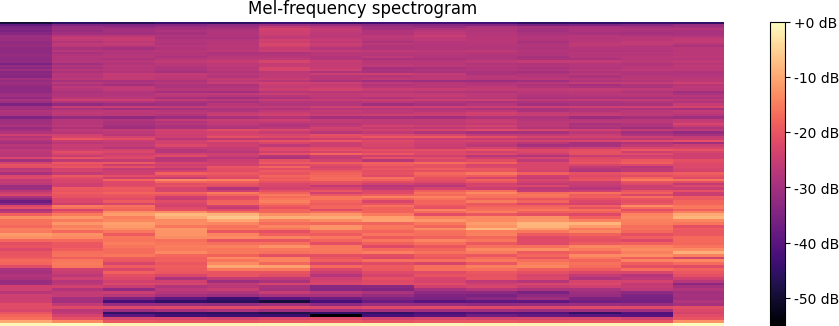 Mel-frequency spectrogram
+0 dB
-10 dB
-20 dB
-30 dB
-40 dB
-50 dB